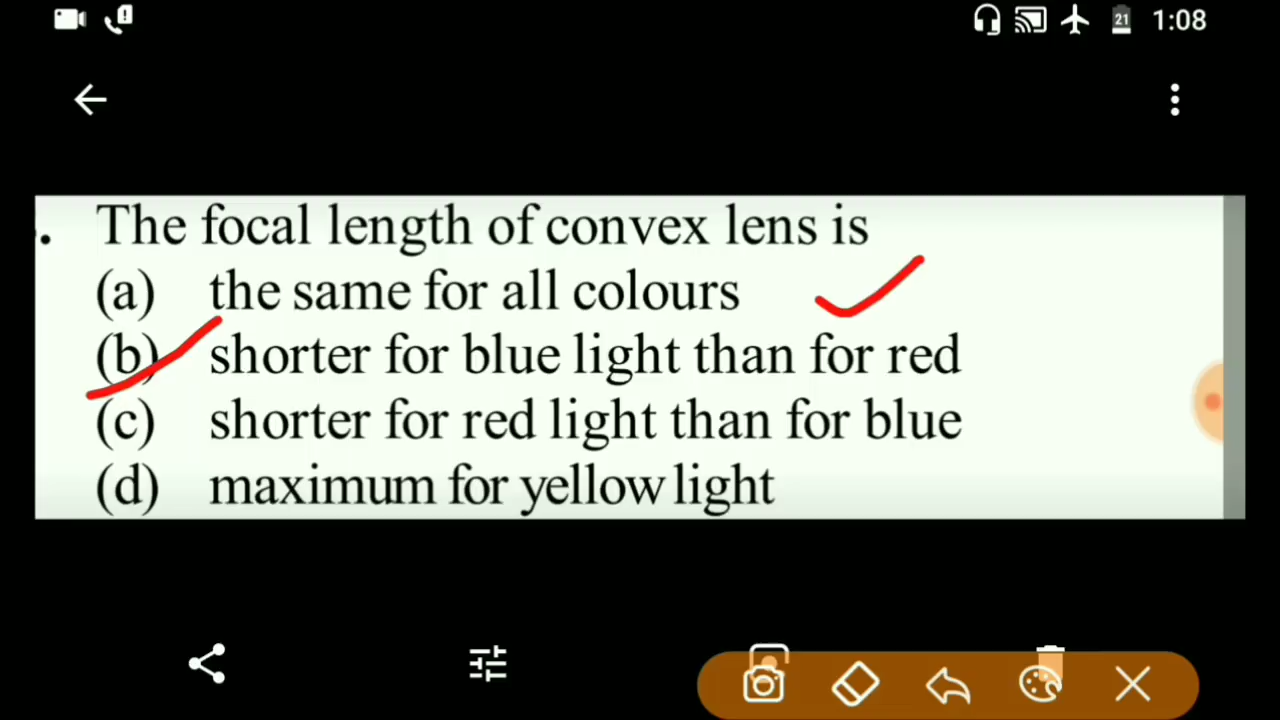 21 1:08
. The focal length of convex lens is
(a) the same for all colours
(b) shorter for blue light than for red
(c) shorter for red light than for blue
(d) maximum for yellow light